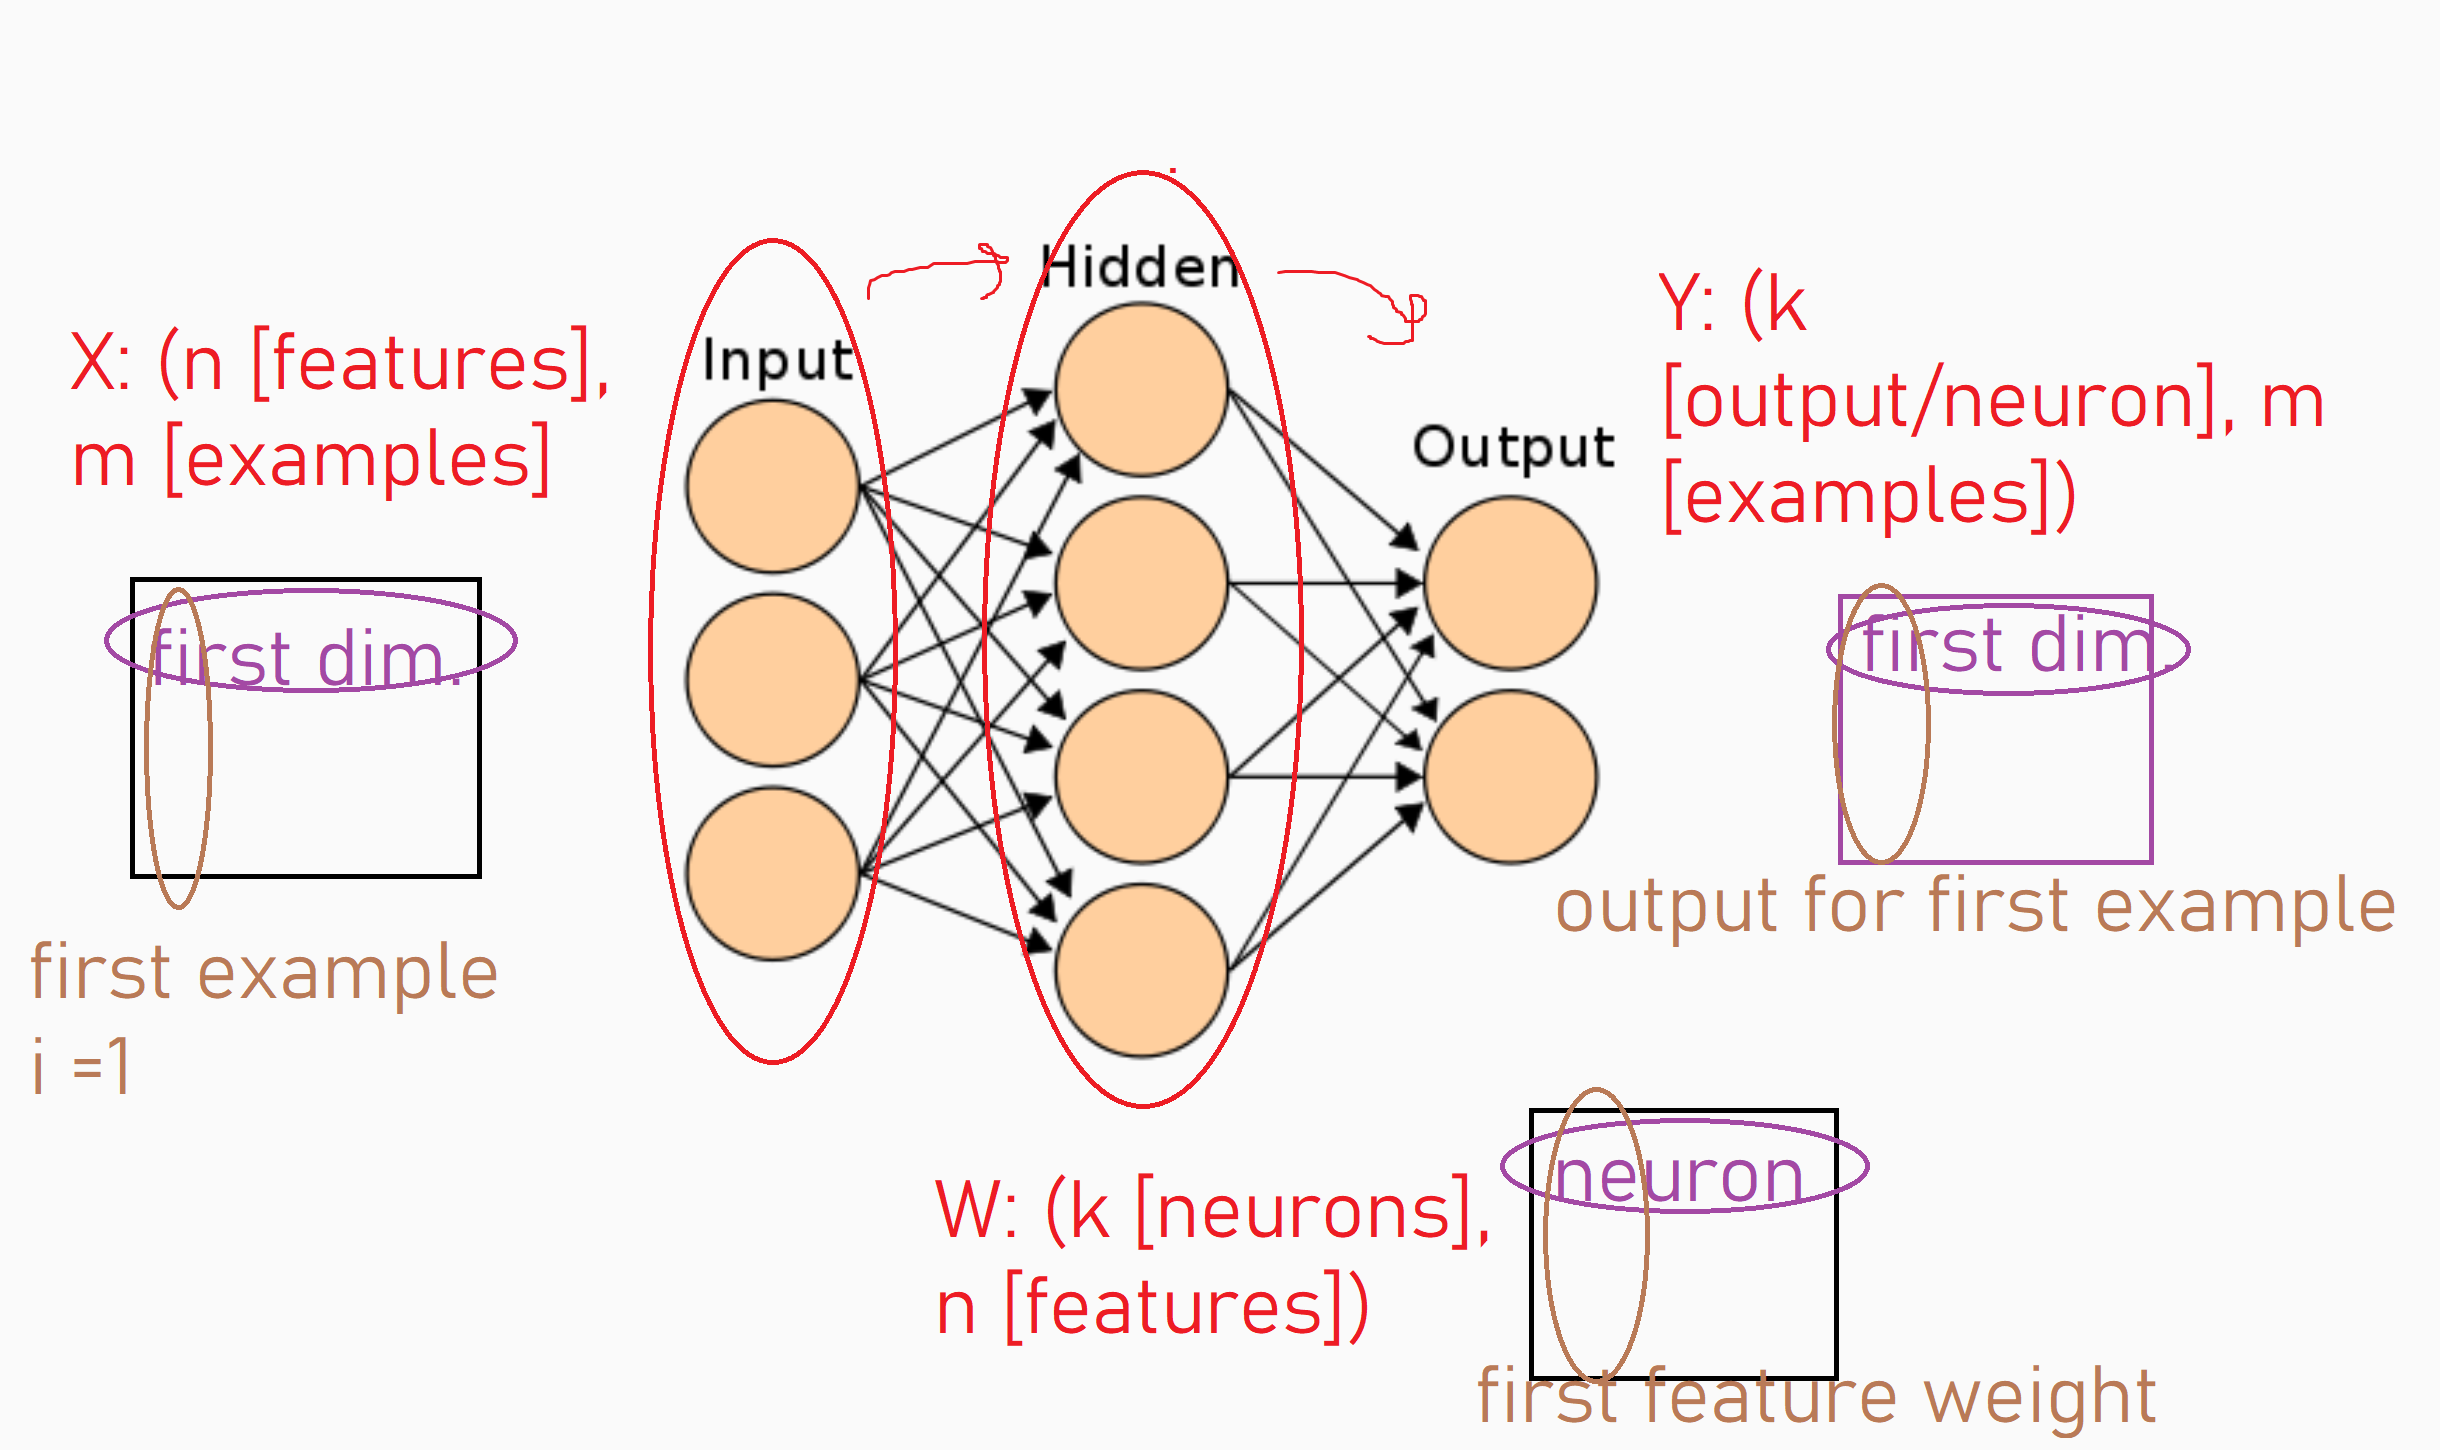 Hidden
Input
Output
X: (n [features],
m [examples]
Y: (k
[output/neuron], m
[examples])
first dim.
first dim.
output for first example
first example
i =1
W: (k [neurons],
n [features])
neuron
first feature weight